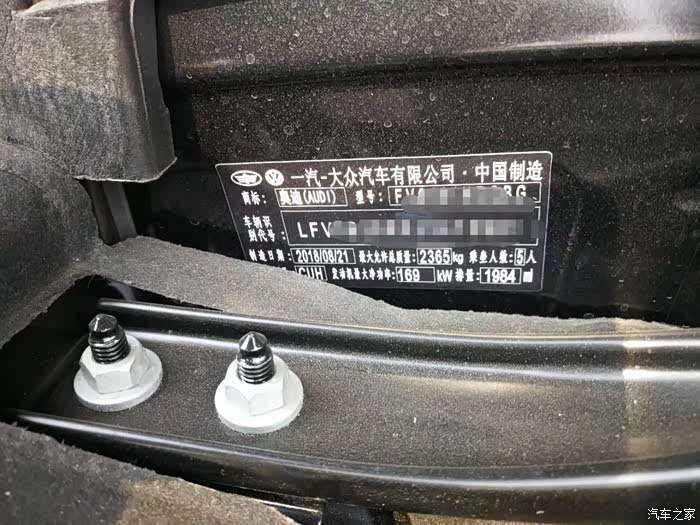 一汽-大众汽车有限公司·中国制造
商标: 奥迪(AUDI) 型号: FV BG
车辆识别代号: LFV
制造日期: 2018/08/21 最大允许总质量: 2365kg 乘坐人数: 5人
CUH 发动机最大净功率: 169 kW 排量: 1984 ml
汽车之家